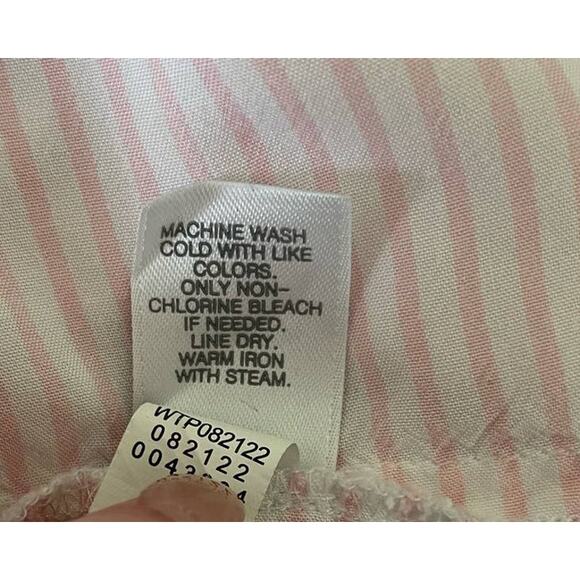 MACHINE WASH
COLD WITH LIKE
COLORS.
ONLY NON-
CHLORINE BLEACH
IF NEEDED.
LINE DRY.
WARM IRON
WITH STEAM.
WTP082122
082122